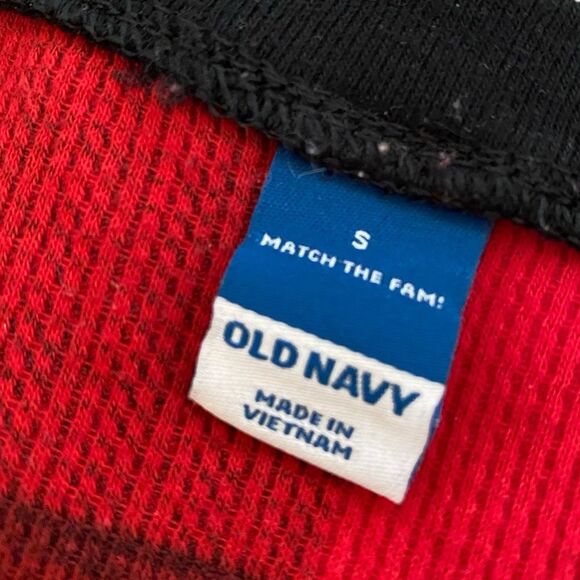 S
MATCH THE FAM!
OLD NAVY
MADE IN
VIETNAM